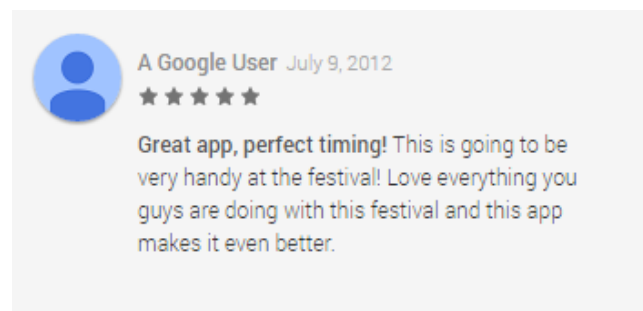 A Google User July 9, 2012
Great app, perfect timing! This is going to be
very handy at the festival! Love everything you
guys are doing with this festival and this app
makes it even better.